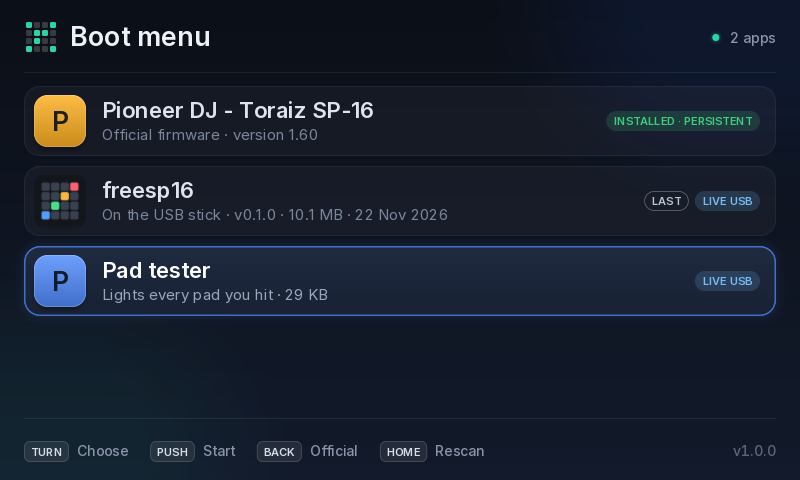 Boot menu
2 apps
P
Pioneer DJ - Toraiz SP-16
Official firmware · version 1.60
INSTALLED · PERSISTENT
freesp16
On the USB stick · v0.1.0 · 10.1 MB · 22 Nov 2026
LAST
LIVE USB
P
Pad tester
Lights every pad you hit · 29 KB
LIVE USB
TURN Choose PUSH Start BACK Official HOME Rescan
v1.0.0